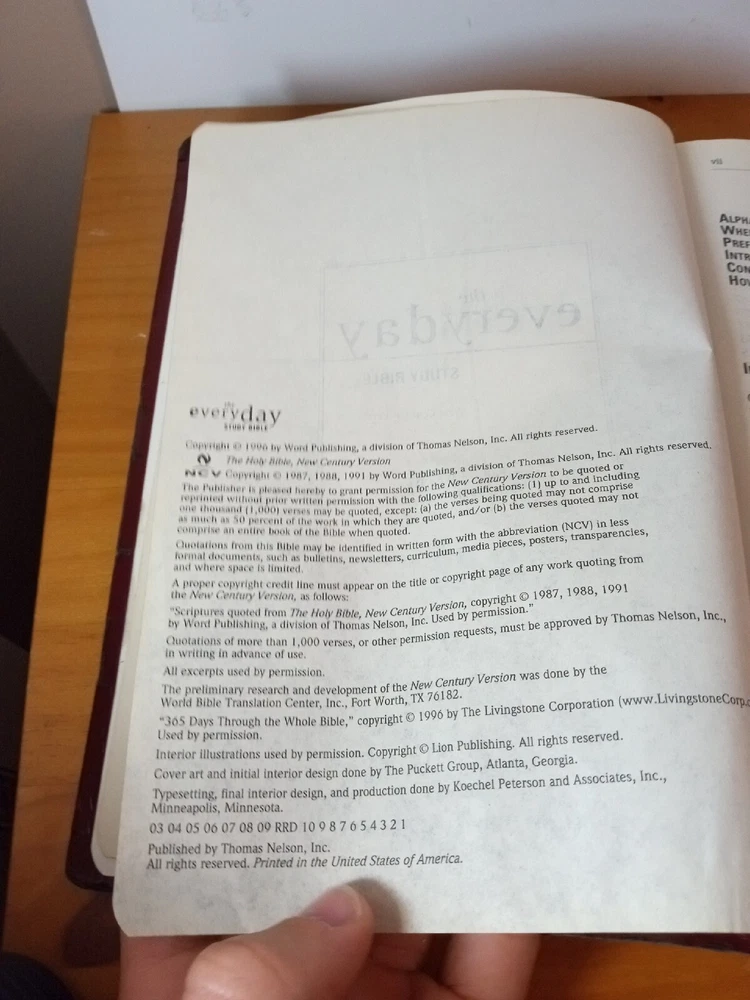 the
everyday
STUDY BIBLE
Copyright © 1996 by Word Publishing, a division of Thomas Nelson, Inc. All rights reserved.
The Holy Bible, New Century Version
NCV Copyright © 1987, 1988, 1991 by Word Publishing, a division of Thomas Nelson, Inc. All rights reserved.
The Publisher is pleased hereby to grant permission for the New Century Version to be quoted or
reprinted without prior written permission with the following qualifications: (1) up to and including
one thousand (1,000) verses may be quoted, except: (a) the verses being quoted may not comprise
as much as 50 percent of the work in which they are quoted, and/or (b) the verses quoted may not
comprise an entire book of the Bible when quoted.
Quotations from this Bible may be identified in written form with the abbreviation (NCV) in less
formal documents, such as bulletins, newsletters, curriculum, media pieces, posters, transparencies,
and where space is limited.
A proper copyright credit line must appear on the title or copyright page of any work quoting from
the New Century Version, as follows:
"Scriptures quoted from The Holy Bible, New Century Version, copyright © 1987, 1988, 1991
by Word Publishing, a division of Thomas Nelson, Inc. Used by permission."
Quotations of more than 1,000 verses, or other permission requests, must be approved by Thomas Nelson, Inc.,
in writing in advance of use.
All excerpts used by permission.
The preliminary research and development of the New Century Version was done by the
World Bible Translation Center, Inc., Fort Worth, TX 76182.
"365 Days Through the Whole Bible," copyright © 1996 by The Livingstone Corporation (www.LivingstoneCorp.c
Used by permission.
Interior illustrations used by permission. Copyright © Lion Publishing. All rights reserved.
Cover art and initial interior design done by The Puckett Group, Atlanta, Georgia.
Typesetting, final interior design, and production done by Koechel Peterson and Associates, Inc.,
Minneapolis, Minnesota.
03 04 05 06 07 08 09 RRD 10 9 8 7 6 5 4 3 2 1
Published by Thomas Nelson, Inc.
All rights reserved. Printed in the United States of America.
vii
ALPH
WHE
PREF
INTR
CON
HO